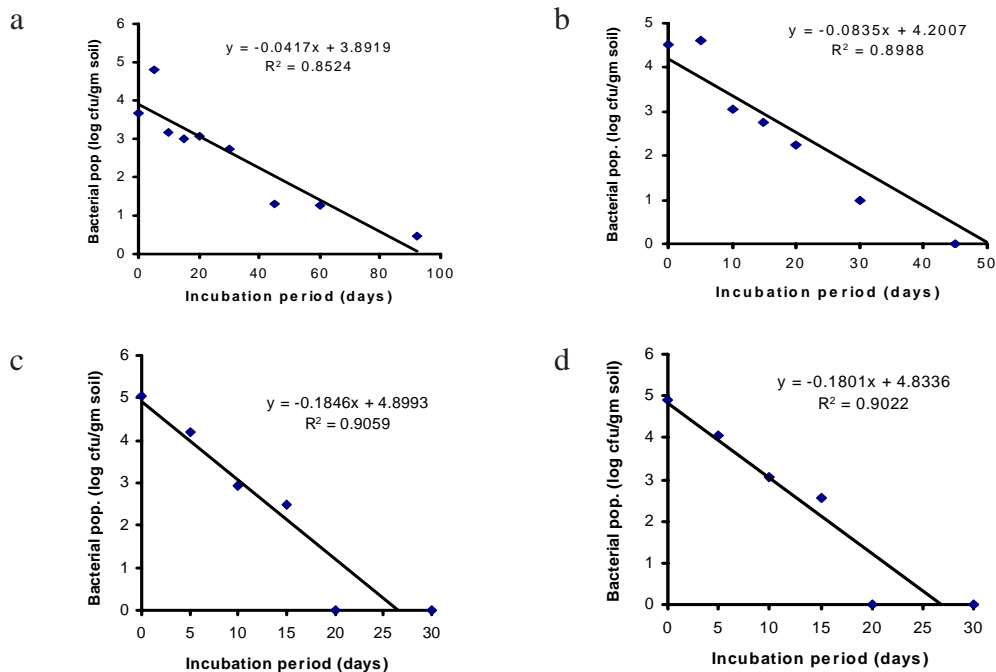 a
6
5
4
3
2
1
0
0 20 40 60 80 100
Bacterial pop (log cfu/gm soil)
Incubation period (days)
y = -0.0417x + 3.8919
R² = 0.8524
b
5
4
3
2
1
0
0 10 20 30 40 50
Bacterial pop. (log cfu/gm soil)
Incubation period (days)
y = -0.0835x + 4.2007
R² = 0.8988
c
6
5
4
3
2
1
0
0 5 10 15 20 25 30
Bacterial pop. (log cfu/gm soil)
Incubation period (days)
y = -0.1846x + 4.8993
R² = 0.9059
d
6
5
4
3
2
1
0
0 5 10 15 20 25 30
Bacterial pop. (log cfu/gm soil)
Incubation period (days)
y = -0.1801x + 4.8336
R² = 0.9022